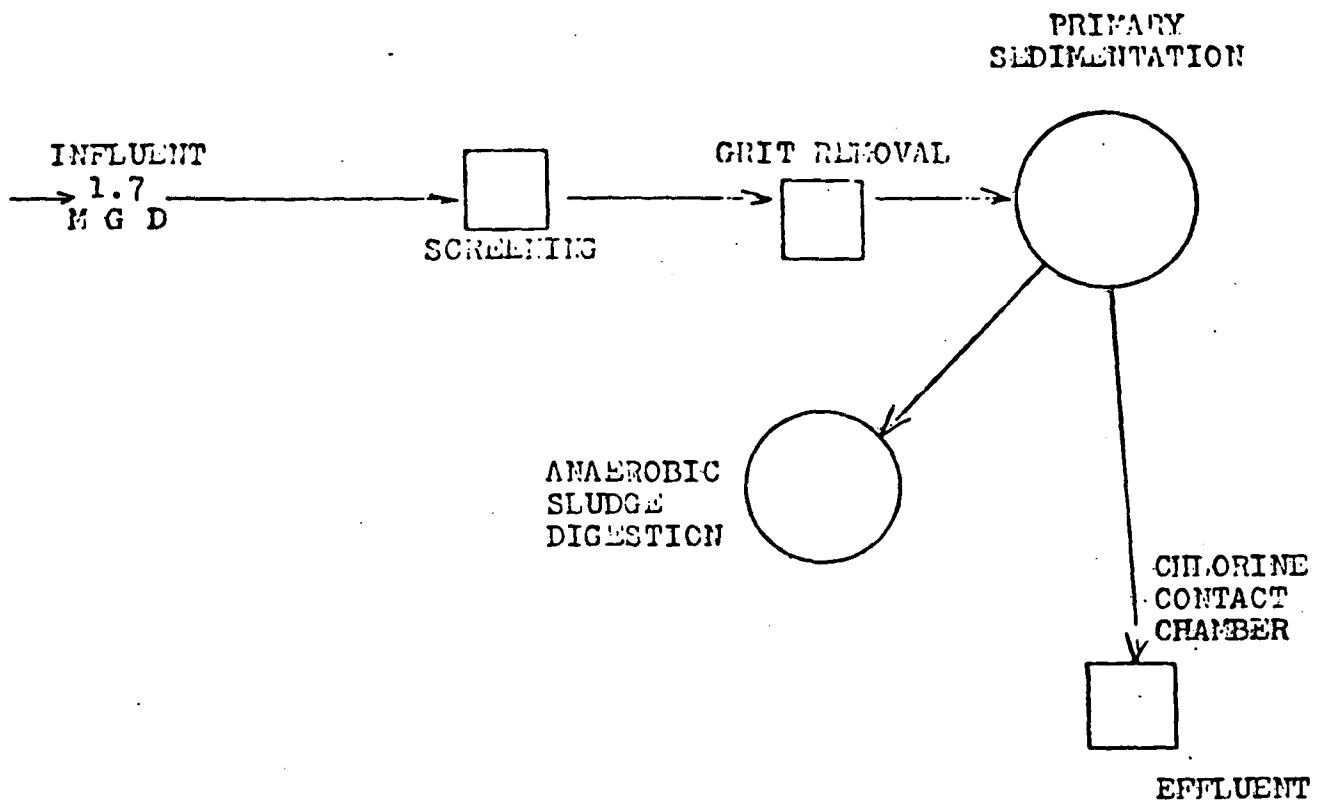 PRIMARY
SEDIMENTATION
INFLUENT
1.7
M G D
GRIT REMOVAL
SCREENING
ANAEROBIC
SLUDGE
DIGESTION
CHLORINE
CONTACT
CHAMBER
EFFLUENT